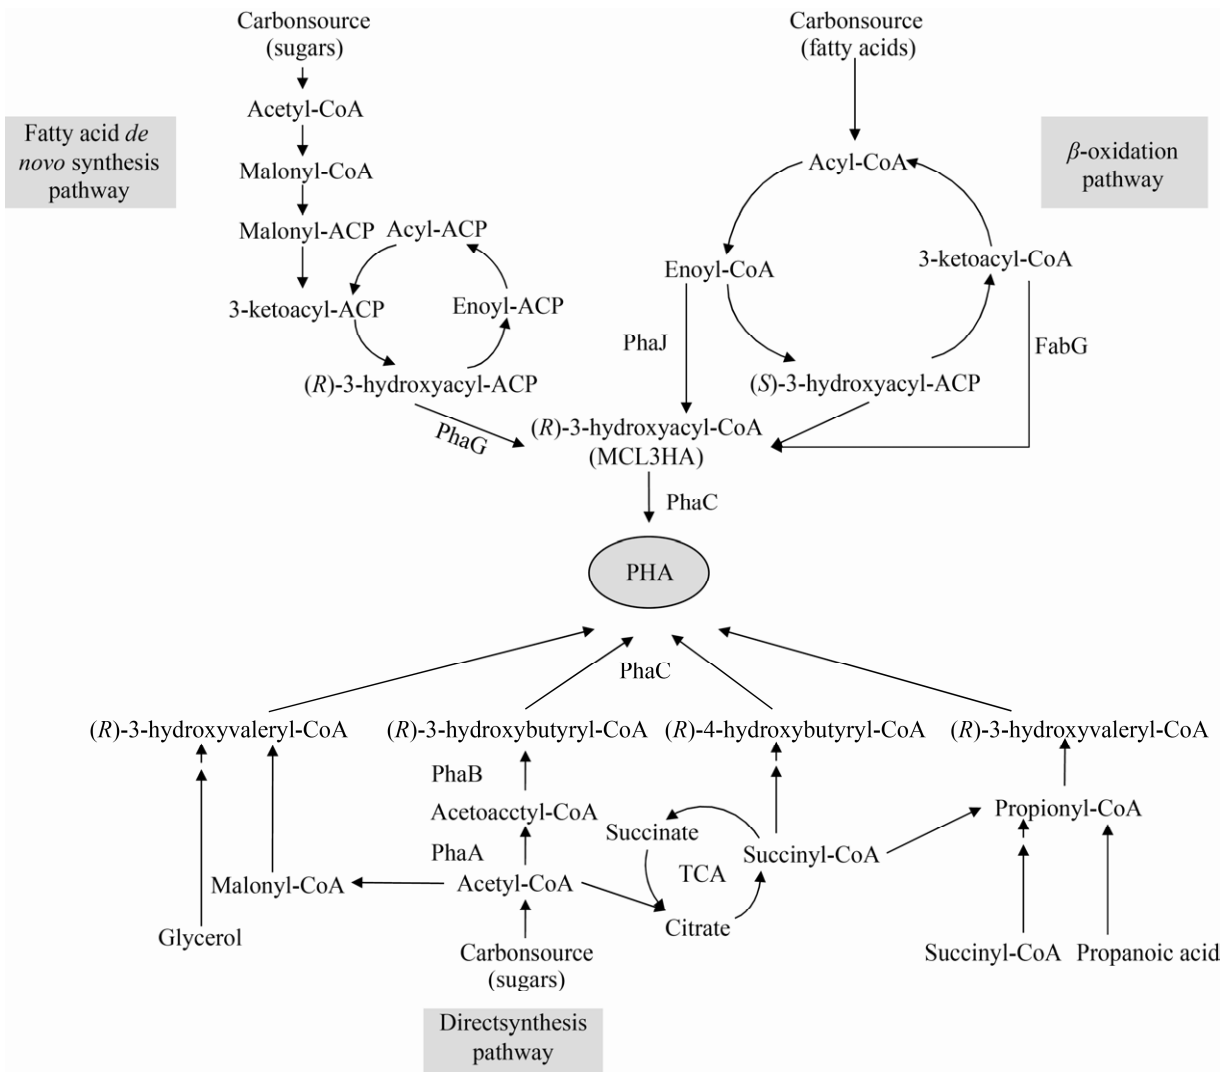 Carbonsource
(sugars)
Carbonsource
(fatty acids)
Acetyl-CoA
Fatty acid de
novo synthesis
pathway
β-oxidation
pathway
Malonyl-CoA
Acyl-CoA
Malonyl-ACP
Acyl-ACP
Enoyl-CoA
3-ketoacyl-CoA
3-ketoacyl-ACP
Enoyl-ACP
PhaJ
FabG
(R)-3-hydroxyacyl-ACP
(S)-3-hydroxyacyl-ACP
PhaG
(R)-3-hydroxyacyl-CoA
(MCL3HA)
PhaC
PHA
PhaC
(R)-3-hydroxyvaleryl-CoA
(R)-3-hydroxybutyryl-CoA
(R)-4-hydroxybutyryl-CoA
(R)-3-hydroxyvaleryl-CoA
PhaB
Acetoacctyl-CoA
Propionyl-CoA
Succinate
PhaA
Succinyl-CoA
TCA
Malonyl-CoA
Acetyl-CoA
Citrate
Glycerol
Carbonsource
(sugars)
Succinyl-CoA
Propanoic acid
Directsynthesis
pathway